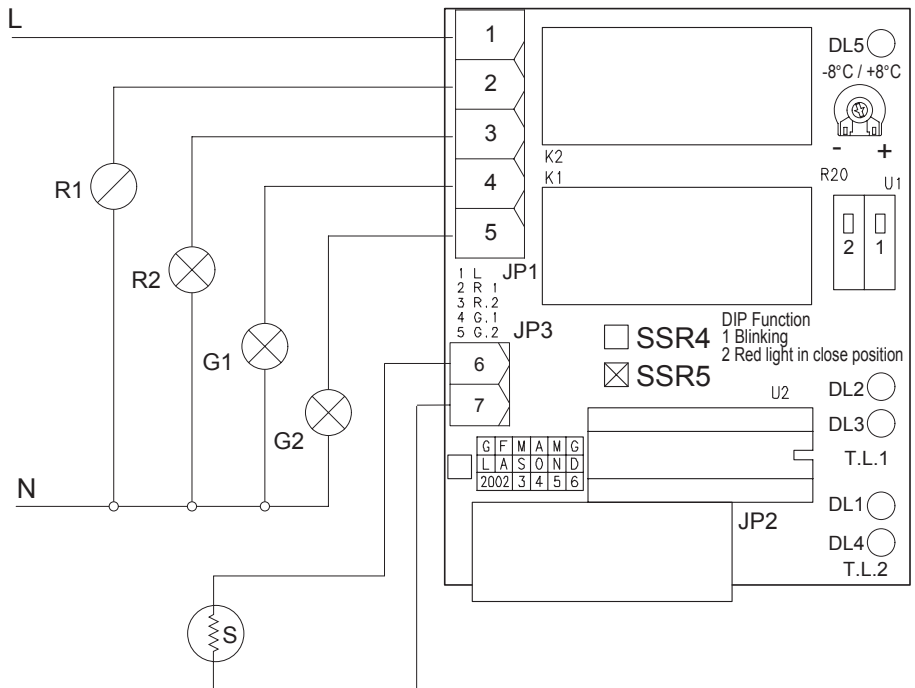 L
1
2
3
4
5
R1
R2
G1
G2
N
S
DL5
-8°C / +8°C
- +
R20
U1
2 1
K2
K1
JP1
1 L
2 R 1
3 R.2
4 G.1
5 G.2
JP3
6
7
SSR4
SSR5
DIP Function
1 Blinking
2 Red light in close position
U2
DL2
DL3
T.L.1
DL1
DL4
T.L.2
G F M A M G
L A S O N D
2002 3 4 5 6
JP2